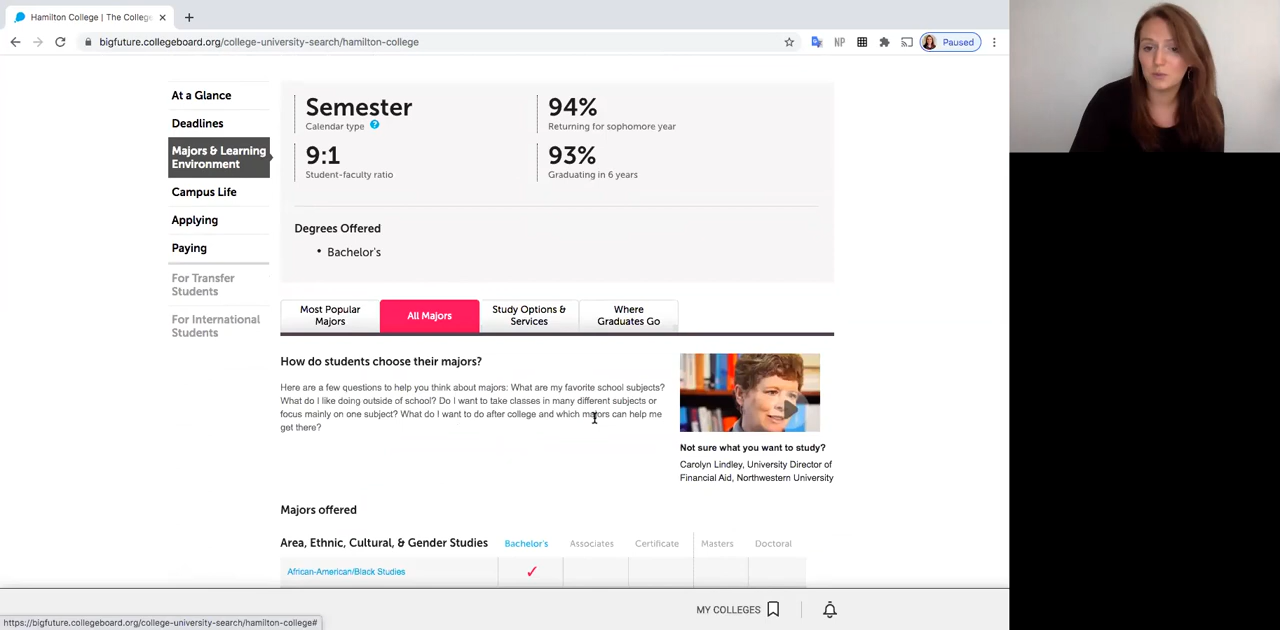 Hamilton College | The College
bigfuture.collegeboard.org/college-university-search/hamilton-college
NP
Paused
At a Glance
Deadlines
Majors & Learning
Environment
Campus Life
Applying
Paying
For Transfer
Students
For International
Students
Semester
Calendar type ?
94%
Returning for sophomore year
9:1
Student-faculty ratio
93%
Graduating in 6 years
Degrees Offered
• Bachelor's
Most Popular
Majors
All Majors
Study Options &
Services
Where
Graduates Go
How do students choose their majors?
Here are a few questions to help you think about majors: What are my favorite school subjects?
What do I like doing outside of school? Do I want to take classes in many different subjects or
focus mainly on one subject? What do I want to do after college and which majors can help me
get there?
Not sure what you want to study?
Carolyn Lindley, University Director of
Financial Aid, Northwestern University
Majors offered
Area, Ethnic, Cultural, & Gender Studies
Bachelor's
Associates
Certificate
Masters
Doctoral
African-American/Black Studies
MY COLLEGES
https://bigfuture.collegeboard.org/college-university-search/hamilton-college#